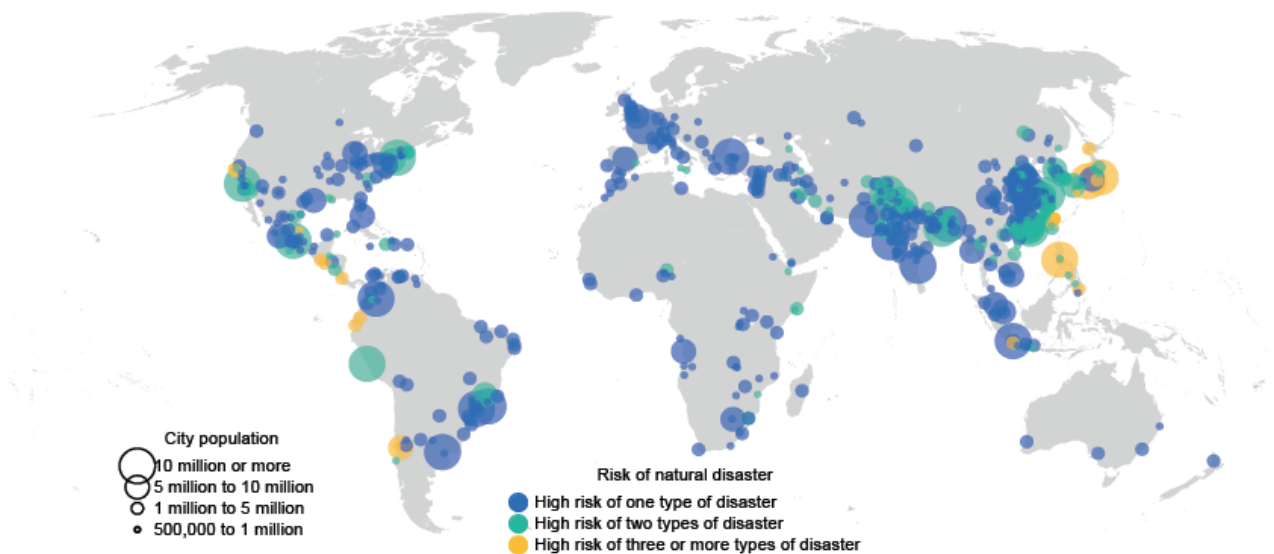 City population
10 million or more
5 million to 10 million
1 million to 5 million
500,000 to 1 million
Risk of natural disaster
High risk of one type of disaster
High risk of two types of disaster
High risk of three or more types of disaster